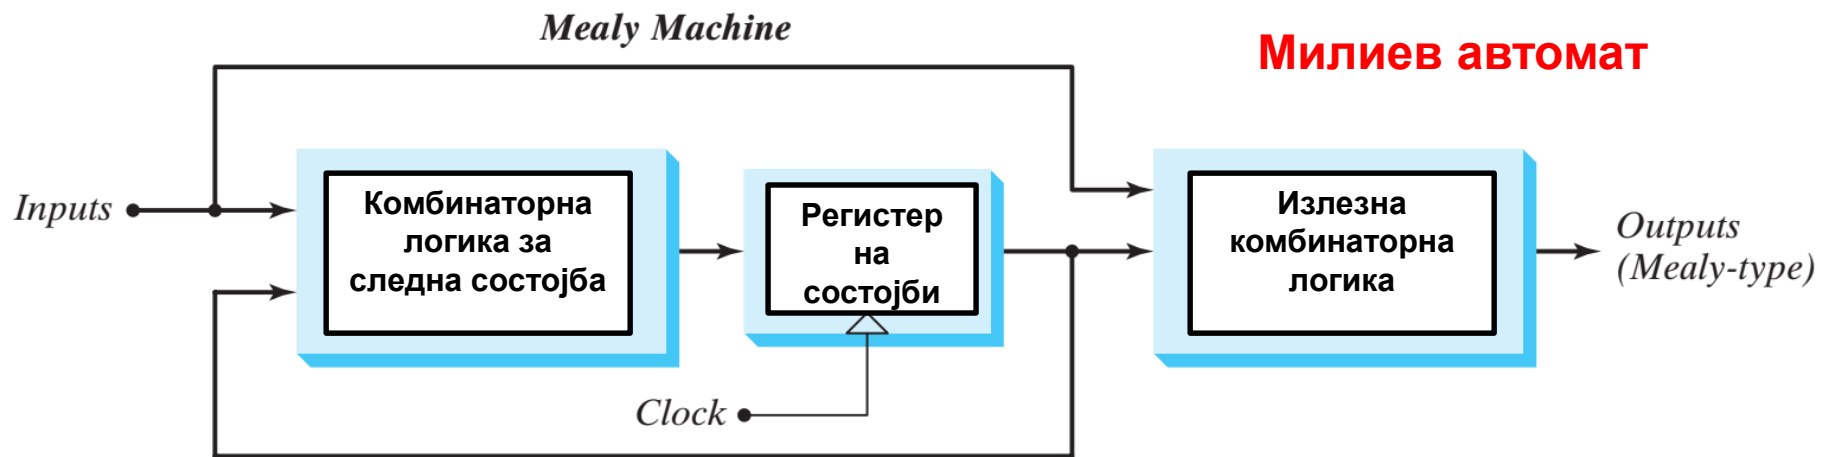 Mealy Machine
Милиев автомат
Inputs
Комбинаторна
логика за
следна состојба
Регистер
на
состојби
Излезна
комбинаторна
логика
Outputs
(Mealy-type)
Clock